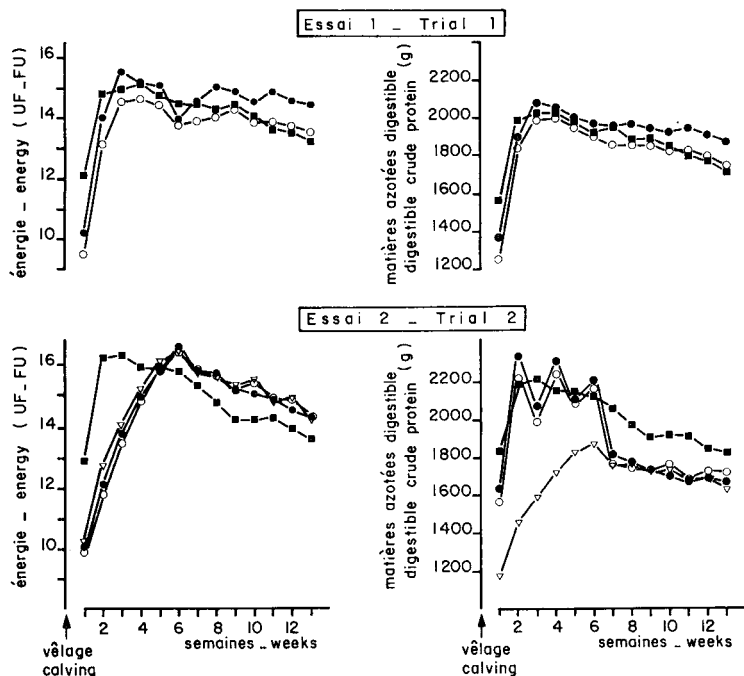 Essai 1 _ Trial 1
énergie _ energy (UF_FU)
16
14
12
10
matières azotées digestible
digestible crude protein (g)
2200
2000
1800
1600
1400
1200
Essai 2 _ Trial 2
énergie _ energy (UF_FU)
16
14
12
10
matières azotées digestible
digestible crude protein (g)
2200
2000
1800
1600
1400
1200
2 4 6 8 10 12
semaines _ weeks
vêlage
calving
2 4 6 8 10 12
semaines _ weeks
vêlage
calving